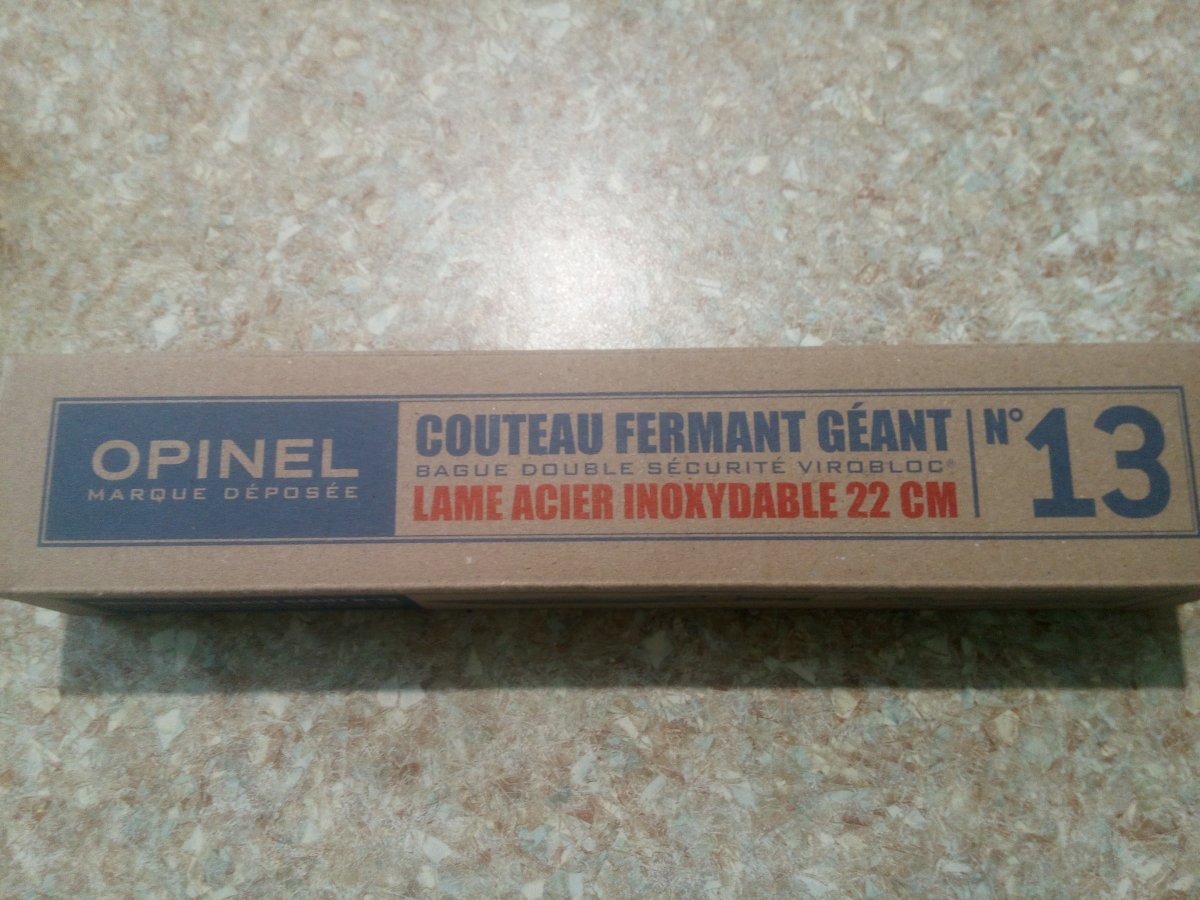 OPINEL
MARQUE DÉPOSÉE
COUTEAU FERMANT GÉANT
BAGUE DOUBLE SÉCURITÉ VIROBLOC®
LAME ACIER INOXYDABLE 22 CM
N° 13